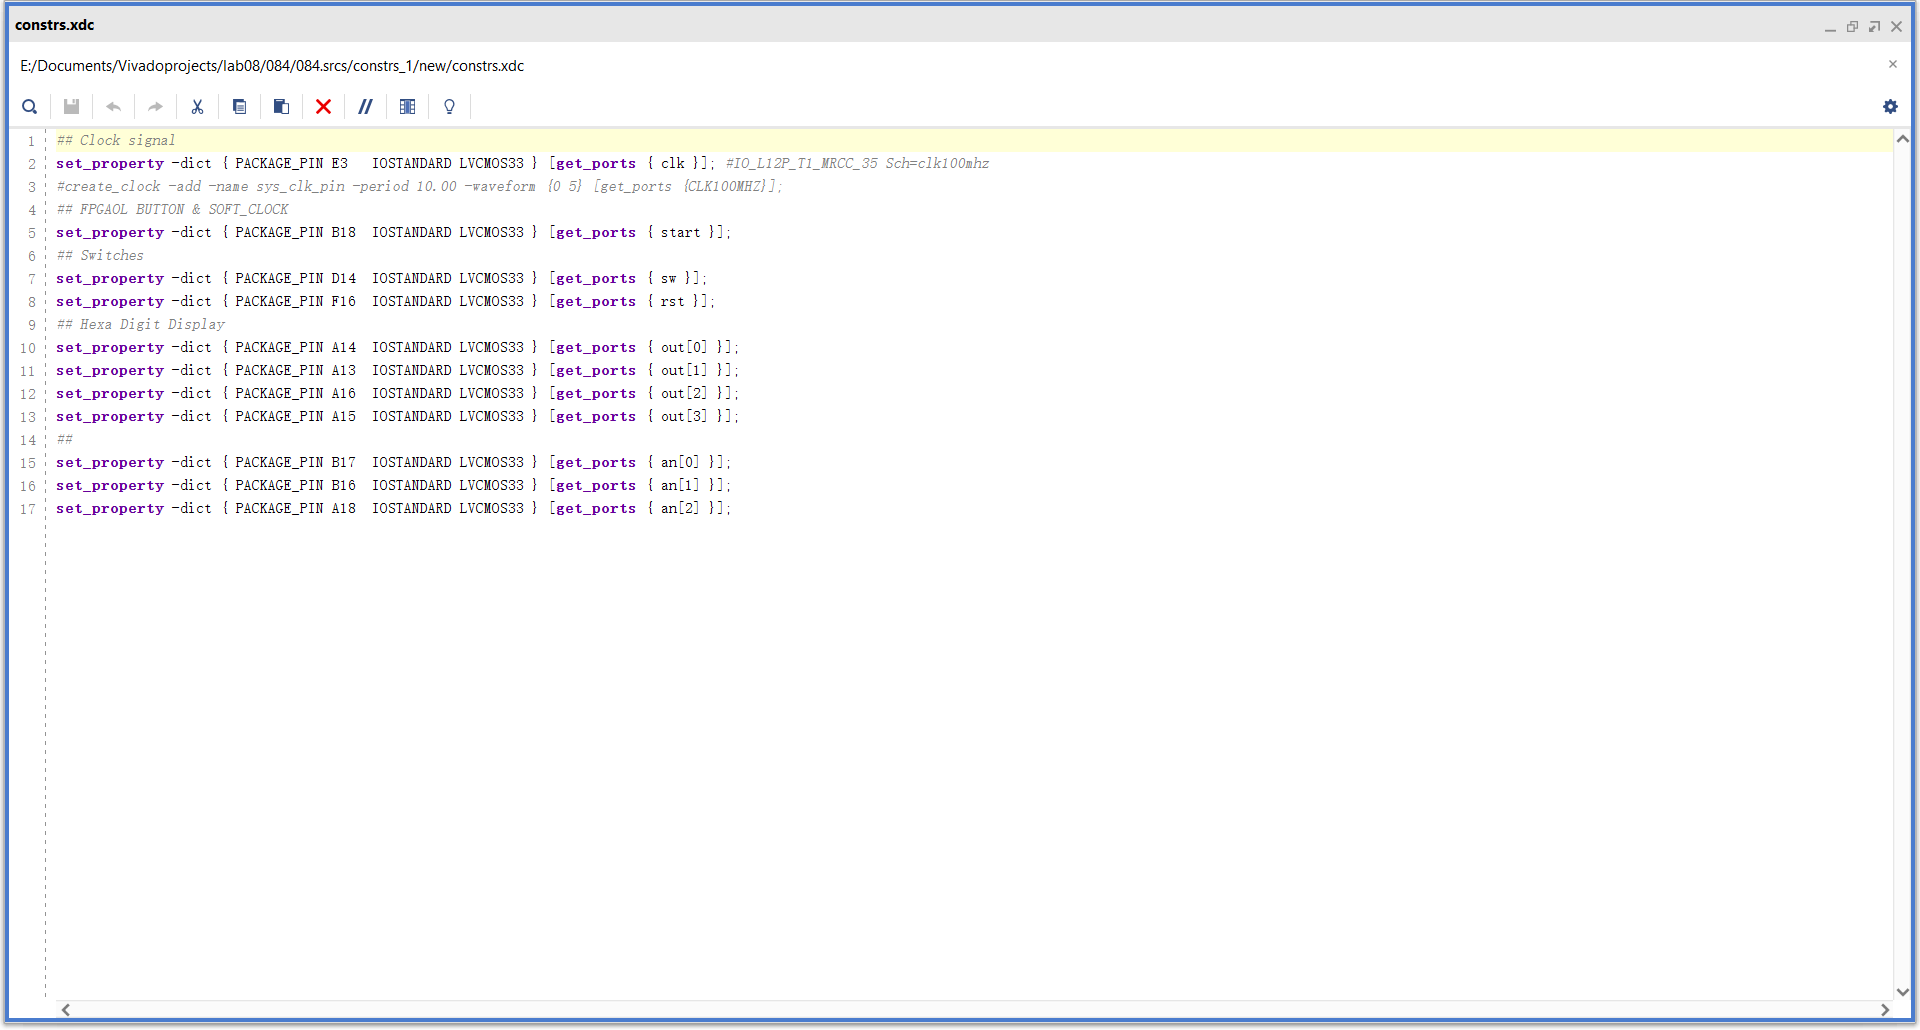 constrs.xdc
E:/Documents/Vivadoprojects/lab08/084/084.srcs/constrs_1/new/constrs.xdc
1 ## Clock signal
2 set_property -dict { PACKAGE_PIN E3   IOSTANDARD LVCMOS33 } [get_ports { clk }]; #IO_L12P_T1_MRCC_35 Sch=clk100mhz
3 #create_clock -add -name sys_clk_pin -period 10.00 -waveform {0 5} [get_ports {CLK100MHZ}];
4 ## FPGAOL BUTTON & SOFT_CLOCK
5 set_property -dict { PACKAGE_PIN B18  IOSTANDARD LVCMOS33 } [get_ports { start }];
6 ## Switches
7 set_property -dict { PACKAGE_PIN D14  IOSTANDARD LVCMOS33 } [get_ports { sw }];
8 set_property -dict { PACKAGE_PIN F16  IOSTANDARD LVCMOS33 } [get_ports { rst }];
9 ## Hexa Digit Display
10 set_property -dict { PACKAGE_PIN A14  IOSTANDARD LVCMOS33 } [get_ports { out[0] }];
11 set_property -dict { PACKAGE_PIN A13  IOSTANDARD LVCMOS33 } [get_ports { out[1] }];
12 set_property -dict { PACKAGE_PIN A16  IOSTANDARD LVCMOS33 } [get_ports { out[2] }];
13 set_property -dict { PACKAGE_PIN A15  IOSTANDARD LVCMOS33 } [get_ports { out[3] }];
14 ##
15 set_property -dict { PACKAGE_PIN B17  IOSTANDARD LVCMOS33 } [get_ports { an[0] }];
16 set_property -dict { PACKAGE_PIN B16  IOSTANDARD LVCMOS33 } [get_ports { an[1] }];
17 set_property -dict { PACKAGE_PIN A18  IOSTANDARD LVCMOS33 } [get_ports { an[2] }];